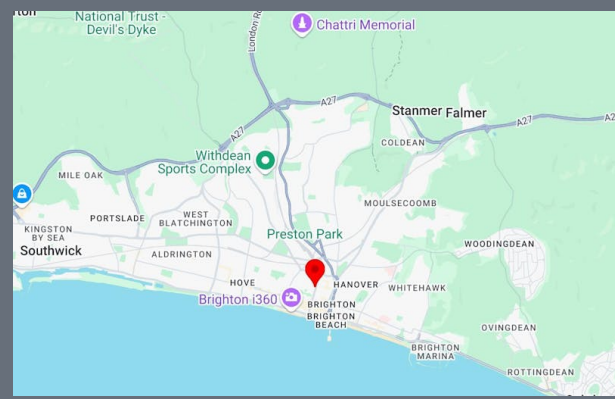 National Trust -
Devil's Dyke
London Ro
Chattri Memorial
A27
Stanmer Falmer
A27
A27
COLDEAN
Withdean
Sports Complex
MILE OAK
MOULSECOOMB
PORTSLADE
WEST
BLATCHINGTON
KINGSTON
BY SEA
Preston Park
Southwick
ALDRINGTON
WOODINGDEAN
HOVE
HANOVER
WHITEHAWK
Brighton i360
BRIGHTON
BRIGHTON
BEACH
OVINGDEAN
BRIGHTON
MARINA
ROTTINGDEAN